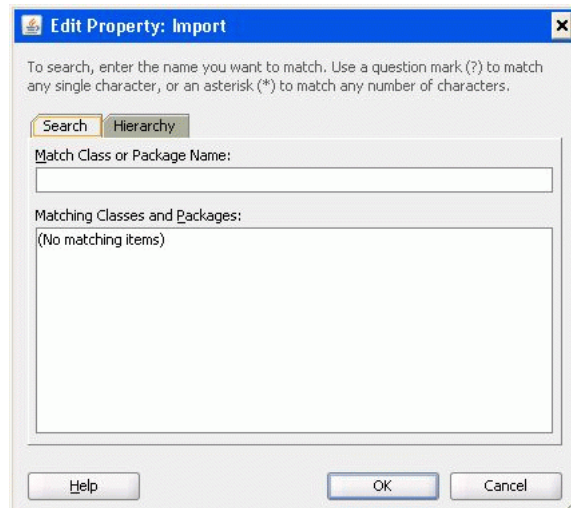 Edit Property: Import
To search, enter the name you want to match. Use a question mark (?) to match
any single character, or an asterisk (*) to match any number of characters.
Search Hierarchy
Match Class or Package Name:
Matching Classes and Packages:
(No matching items)
Help OK Cancel